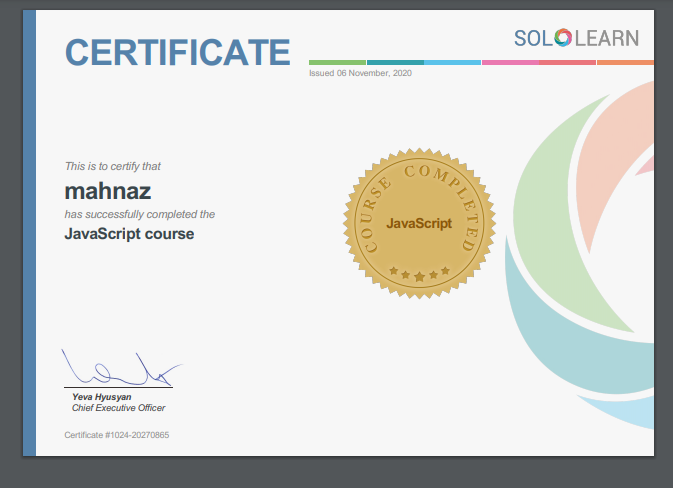 CERTIFICATE
SOLOLEARN
Issued 06 November, 2020
This is to certify that
mahnaz
has successfully completed the
JavaScript course
COURSE COMPLETED
JavaScript
Yeva Hyusyan
Chief Executive Officer
Certificate #1024-20270865